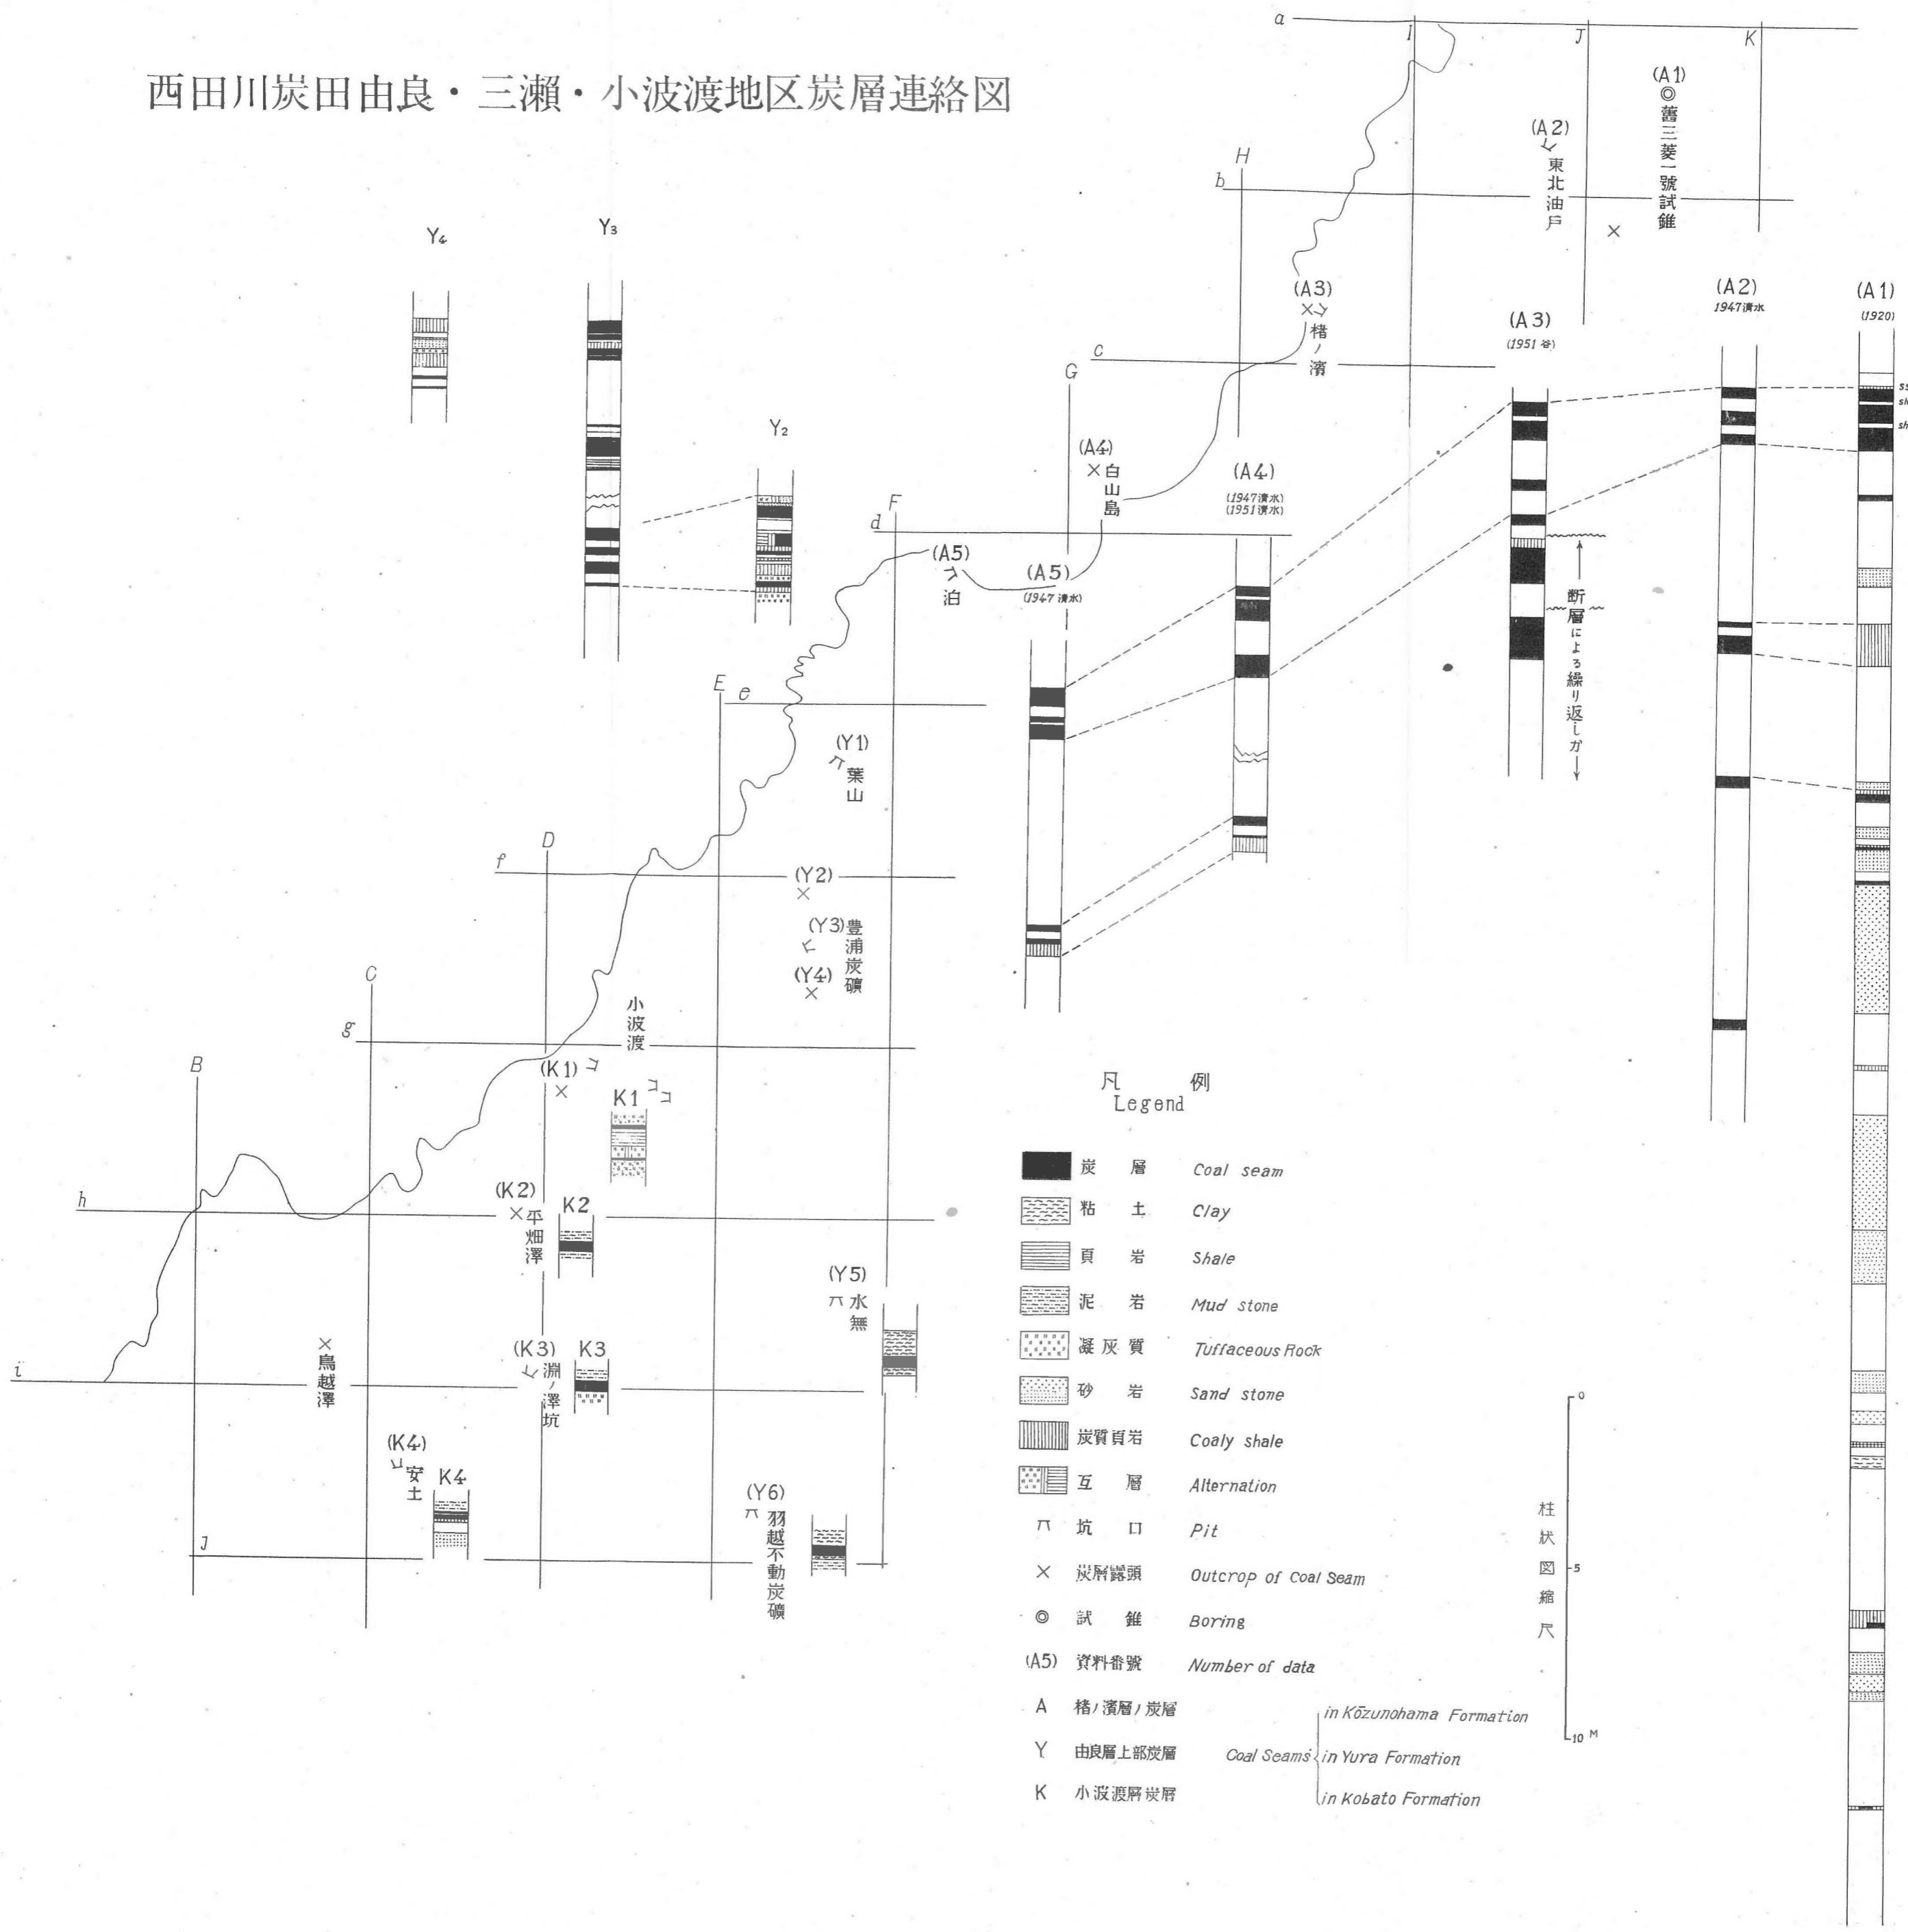 西田川炭田由良・三瀬・小波渡地区炭層連絡図
a
I
J
K
(A1)
◎
舊三菱一號試錐
(A2)
東北油戸
×
H
b
Y4
Y3
Y2
(A3)
×
楮ノ濱
(A3)
(1951 谷)
(A2)
1947清水
(A1)
(1920)
ss
sh
sh
c
G
(A4)
×白山島
(A4)
(1947清水)
(1951清水)
F
d
(A5)
泊
(A5)
(1947 清水)
断層による繰り返しか
E
e
(Y1)
葉山
D
f
(Y2)
×
(Y3)
豊浦炭礦
(Y4)
×
C
g
小波渡
B
(K1)
×
K1
h
(K2)
×平畑澤
K2
(Y5)
水無
i
×
鳥越澤
(K3)
淵ノ澤坑
K3
(K4)
安土
K4
(Y6)
羽越不動炭礦
J
凡 例
Legend
炭層 Coal seam
粘土 Clay
頁岩 Shale
泥岩 Mud stone
凝灰質 Tuffaceous Rock
砂岩 Sand stone
炭質頁岩 Coaly shale
互層 Alternation
坑口 Pit
× 炭層露頭 Outcrop of Coal Seam
◎ 試錐 Boring
(A5) 資料番號 Number of data
A 楮ノ濱層ノ炭層 in Kōzunohama Formation
Y 由良層上部炭層 Coal Seams in Yura Formation
K 小波渡層炭層 in Kobato Formation
柱状図縮尺
0
5
10 M